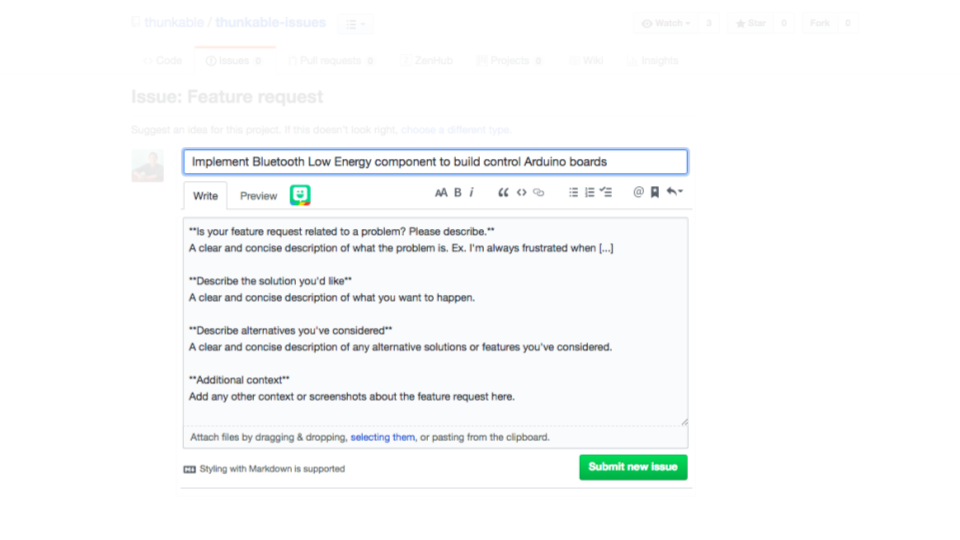 thunkable / thunkable-issues
Watch 3 Star 0 Fork 0
Code Issues 0 Pull requests 0 ZenHub Projects 0 Wiki Insights
Issue: Feature request
Suggest an idea for this project. If this doesn't look right, choose a different type.
Implement Bluetooth Low Energy component to build control Arduino boards
Write Preview AA B i
**Is your feature request related to a problem? Please describe.**
A clear and concise description of what the problem is. Ex. I'm always frustrated when [...]
**Describe the solution you'd like**
A clear and concise description of what you want to happen.
**Describe alternatives you've considered**
A clear and concise description of any alternative solutions or features you've considered.
**Additional context**
Add any other context or screenshots about the feature request here.
Attach files by dragging & dropping, selecting them, or pasting from the clipboard.
Styling with Markdown is supported
Submit new issue